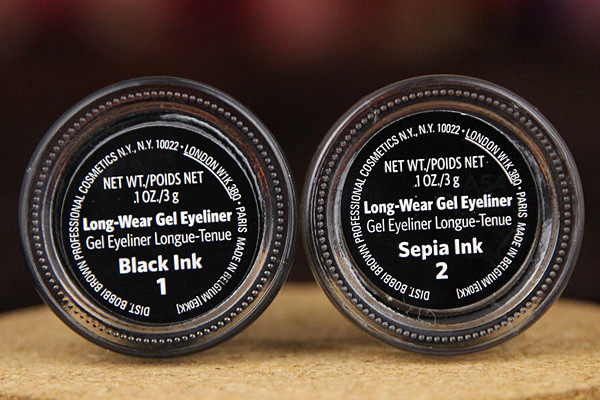 DIST. BOBBI BROWN PROFESSIONAL COSMETICS N.Y., N.Y. 10022 • LONDON W1K 3BQ • PARIS MADE IN BELGIUM [EOKK]
NET WT./POIDS NET
.1 OZ./3 g
Long-Wear Gel Eyeliner
Gel Eyeliner Longue-Tenue
Black Ink
1
DIST. BOBBI BROWN PROFESSIONAL COSMETICS N.Y., N.Y. 10022 • LONDON W1K 3BQ • PARIS MADE IN BELGIUM [EOKK]
NET WT./POIDS NET
.1 OZ./3 g
Long-Wear Gel Eyeliner
Gel Eyeliner Longue-Tenue
Sepia Ink
2